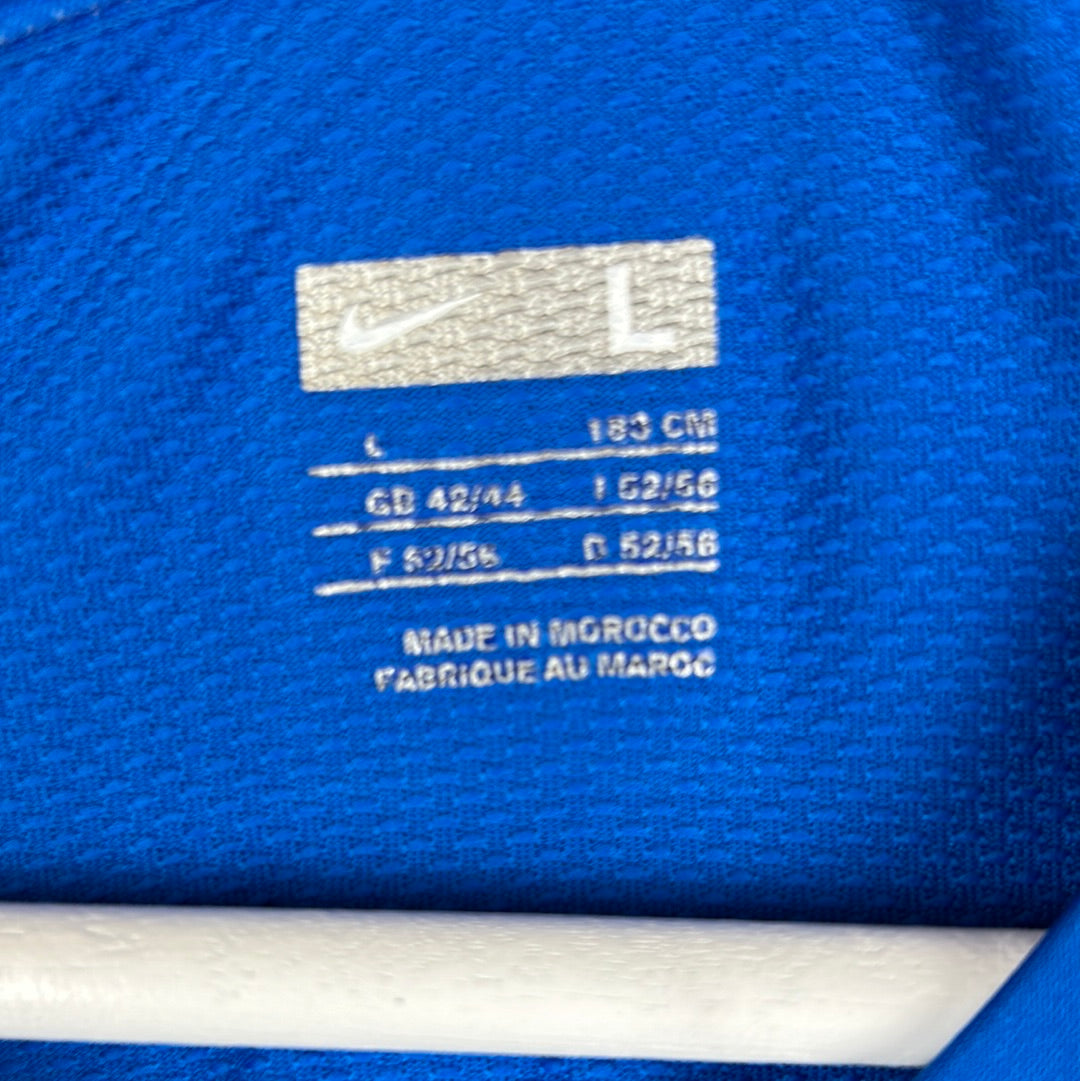 L
L 183 CM
GB 42/44 I 52/56
F 52/56 D 52/56
MADE IN MOROCCO
FABRIQUE AU MAROC